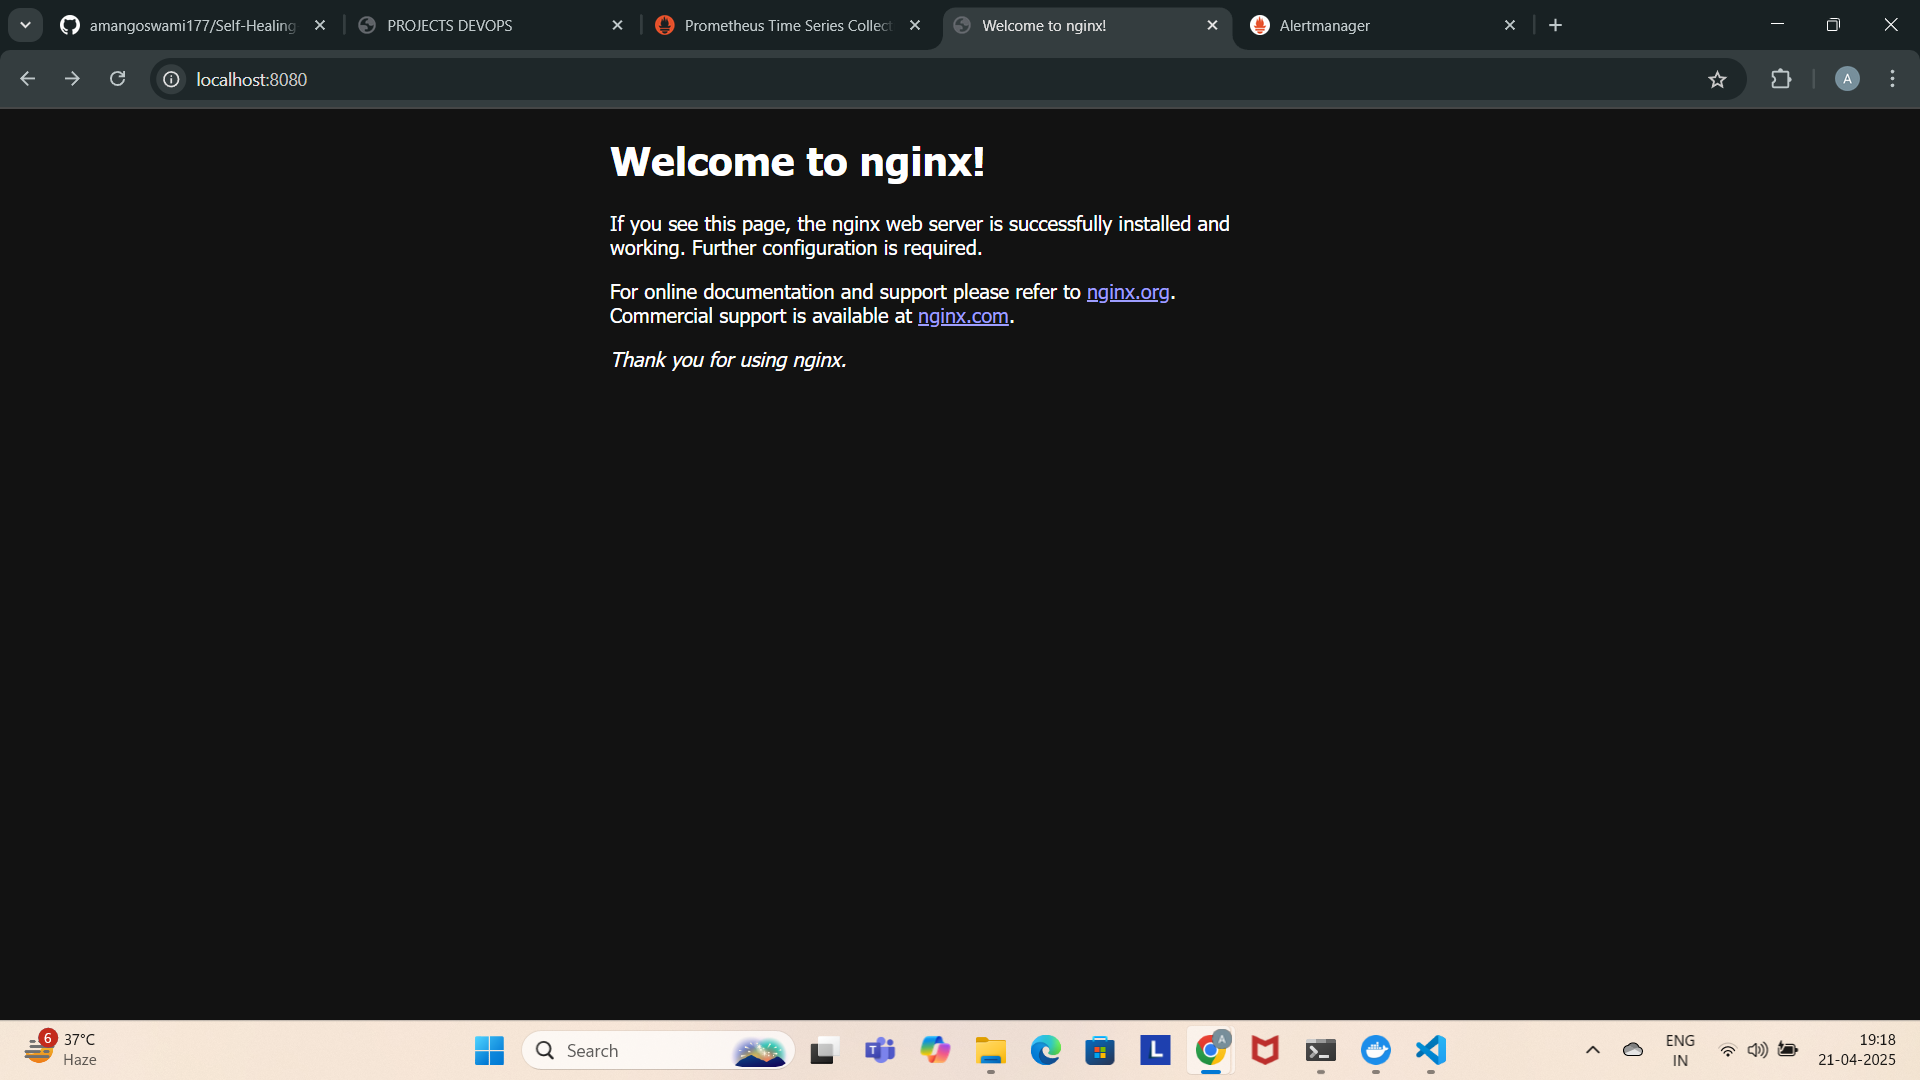 amangoswami177/Self-Healing
PROJECTS DEVOPS
Prometheus Time Series Collect
Welcome to nginx!
Alertmanager
localhost:8080
A
Welcome to nginx!
If you see this page, the nginx web server is successfully installed and
working. Further configuration is required.
For online documentation and support please refer to nginx.org.
Commercial support is available at nginx.com.
Thank you for using nginx.
6
37°C
Haze
Search
T
L
A
ENG
IN
19:18
21-04-2025